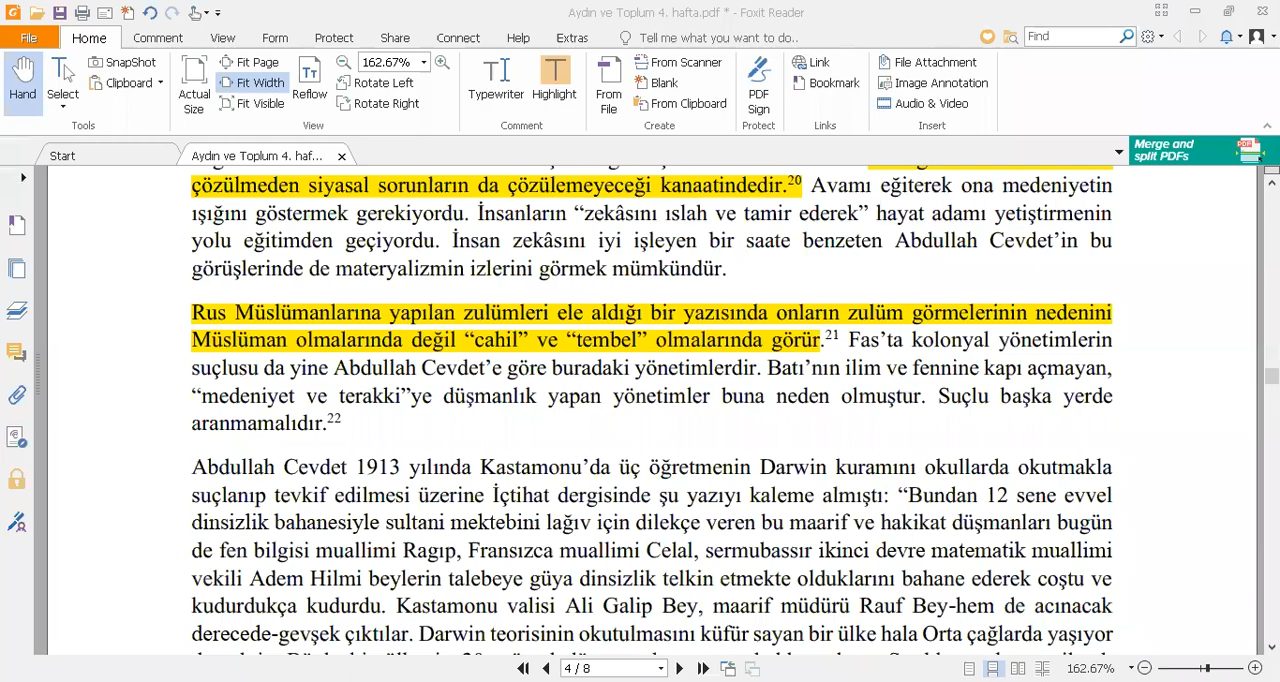 Aydın ve Toplum 4. hafta.pdf * - Foxit Reader
File Home Comment View Form Protect Share Connect Help Extras Tell me what you want to do.. Find
Hand
Select
SnapShot
Clipboard
Tools
Actual Size
Fit Page
Fit Width
Fit Visible
Reflow
162.67%
Rotate Left
Rotate Right
View
Typewriter
Highlight
Comment
From File
From Scanner
Blank
From Clipboard
Create
PDF Sign
Protect
Link
Bookmark
Links
File Attachment
Image Annotation
Audio & Video
Insert
Start
Aydın ve Toplum 4. haf...
Merge and
split PDFs
PDF
çözülmeden siyasal sorunların da çözülemeyeceği kanaatindedir.20 Avamı eğiterek ona medeniyetin
ışığını göstermek gerekiyordu. İnsanların “zekâsını ıslah ve tamir ederek” hayat adamı yetiştirmenin
yolu eğitimden geçiyordu. İnsan zekâsını iyi işleyen bir saate benzeten Abdullah Cevdet’in bu
görüşlerinde de materyalizmin izlerini görmek mümkündür.
Rus Müslümanlarına yapılan zulümleri ele aldığı bir yazısında onların zulüm görmelerinin nedenini
Müslüman olmalarında değil “cahil” ve “tembel” olmalarında görür.21 Fas’ta kolonyal yönetimlerin
suçlusu da yine Abdullah Cevdet’e göre buradaki yönetimlerdir. Batı’nın ilim ve fennine kapı açmayan,
“medeniyet ve terakki”ye düşmanlık yapan yönetimler buna neden olmuştur. Suçlu başka yerde
aranmamalıdır.22
Abdullah Cevdet 1913 yılında Kastamonu’da üç öğretmenin Darwin kuramını okullarda okutmakla
suçlanıp tevkif edilmesi üzerine İçtihat dergisinde şu yazıyı kaleme almıştı: “Bundan 12 sene evvel
dinsizlik bahanesiyle sultani mektebini lağıv için dilekçe veren bu maarif ve hakikat düşmanları bugün
de fen bilgisi muallimi Ragıp, Fransızca muallimi Celal, sermubassır ikinci devre matematik muallimi
vekili Adem Hilmi beylerin talebeye güya dinsizlik telkin etmekte olduklarını bahane ederek coştu ve
kudurdukça kudurdu. Kastamonu valisi Ali Galip Bey, maarif müdürü Rauf Bey-hem de acınacak
derecede-gevşek çıktılar. Darwin teorisinin okutulmasını küfür sayan bir ülke hala Orta çağlarda yaşıyor
4 / 8
162.67%